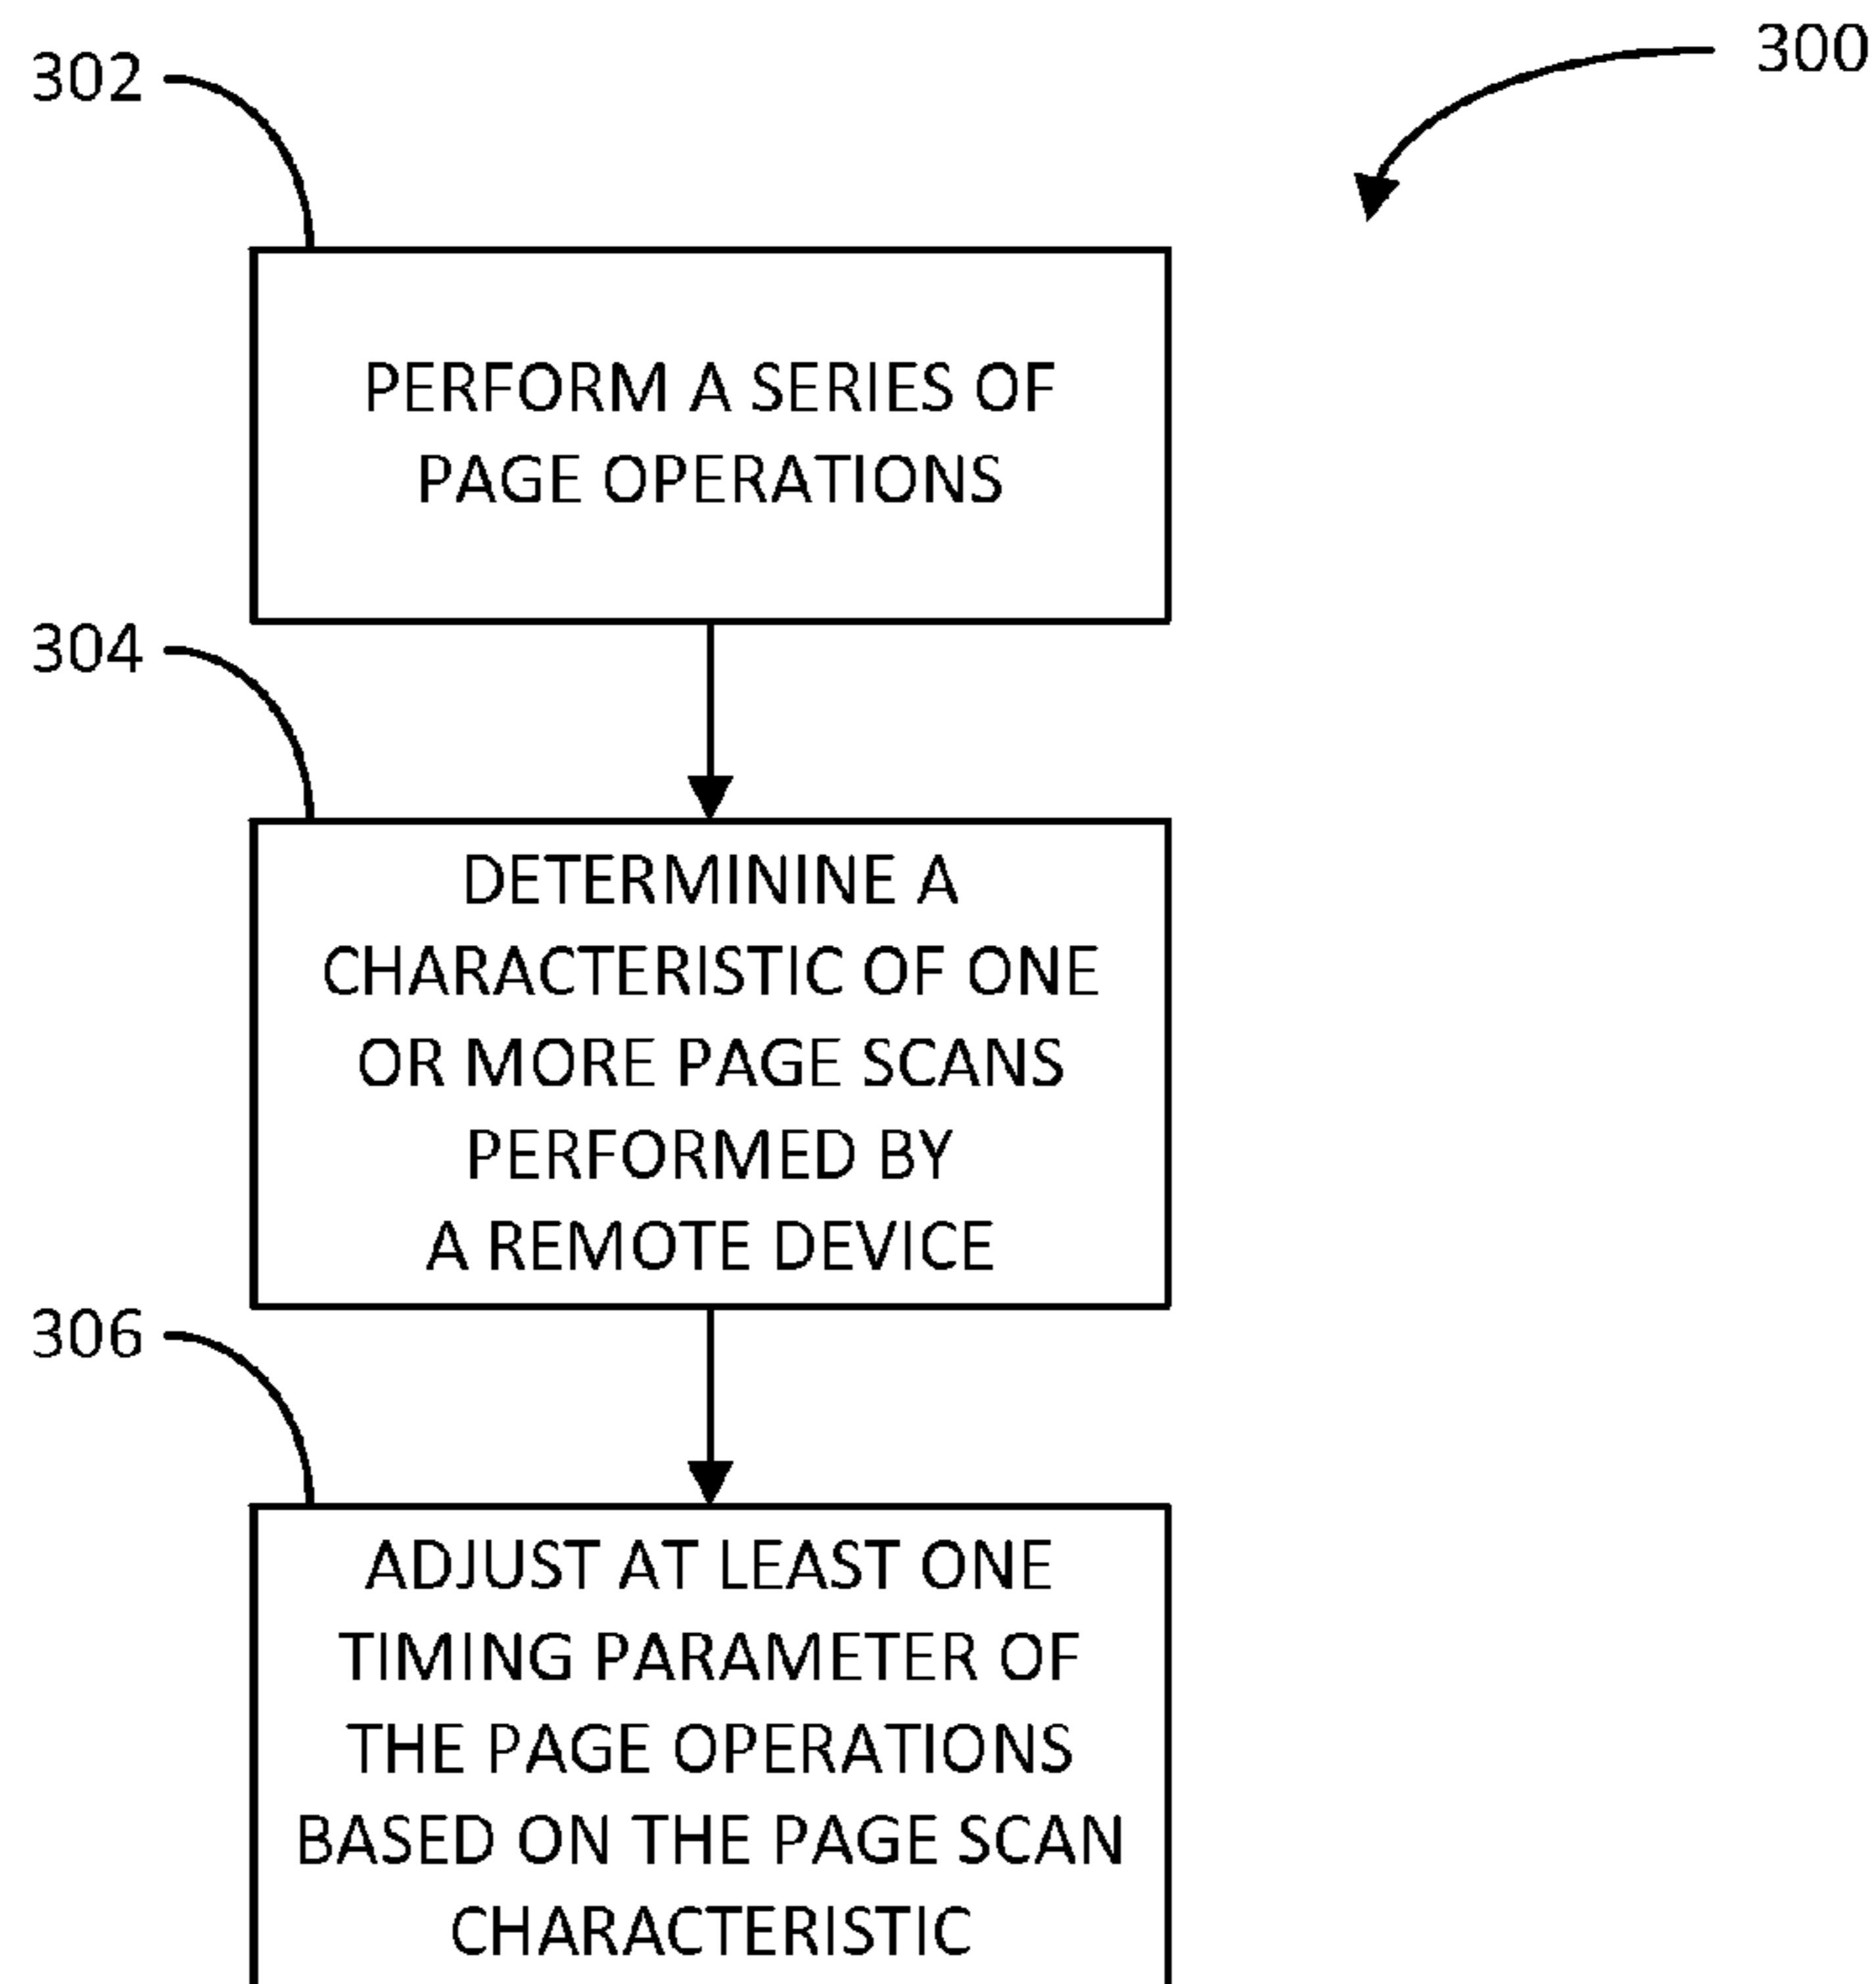 300
302
PERFORM A SERIES OF
PAGE OPERATIONS
304
DETERMININE A
CHARACTERISTIC OF ONE
OR MORE PAGE SCANS
PERFORMED BY
A REMOTE DEVICE
306
ADJUST AT LEAST ONE
TIMING PARAMETER OF
THE PAGE OPERATIONS
BASED ON THE PAGE SCAN
CHARACTERISTIC